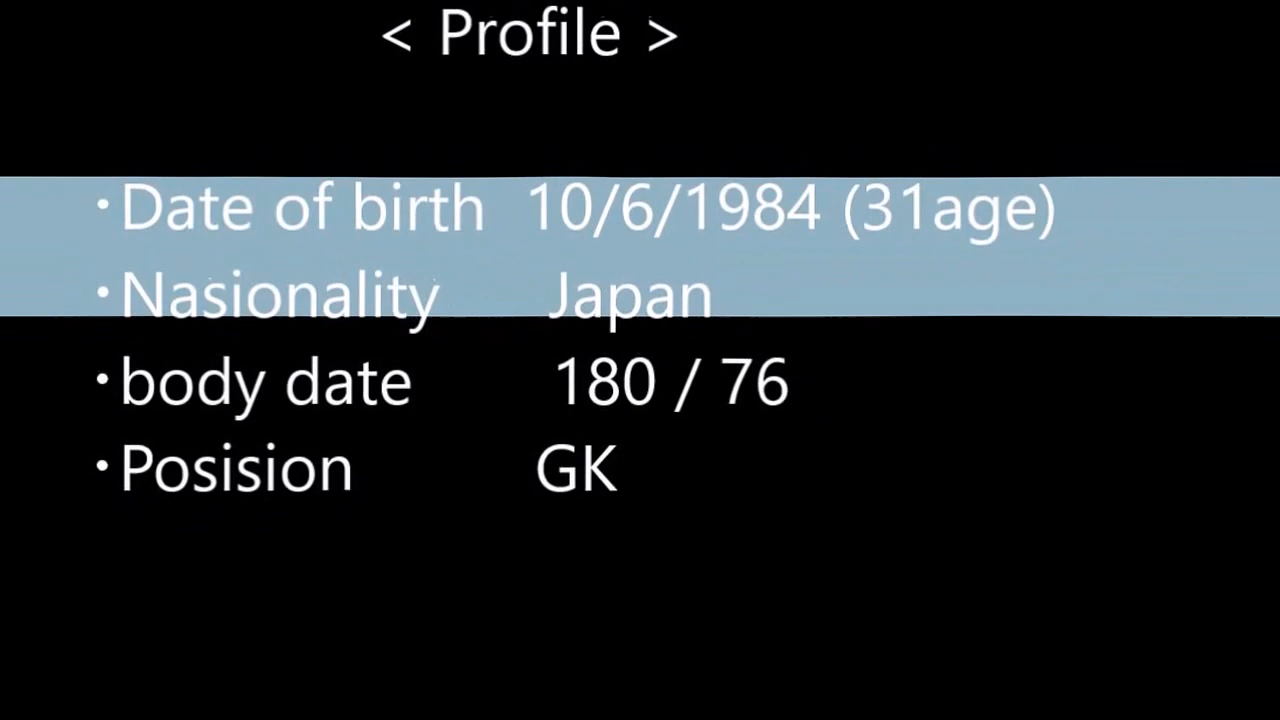 < Profile >
・Date of birth 10/6/1984 (31age)
・Nasionality Japan
・body date 180 / 76
・Posision GK